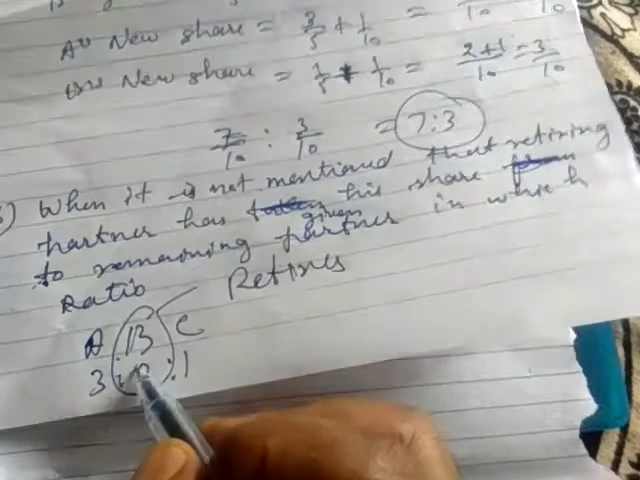 A's New share = 3/5 + 1/10 =
B's New share = 1/5 + 1/10 = 2+1/10 = 3/10
7/10 : 3/10 = 7:3
When it is not mentioned that retiring
partner has given his share
to remaining partner in which
Ratio
Retires
A B C
3 : : 1